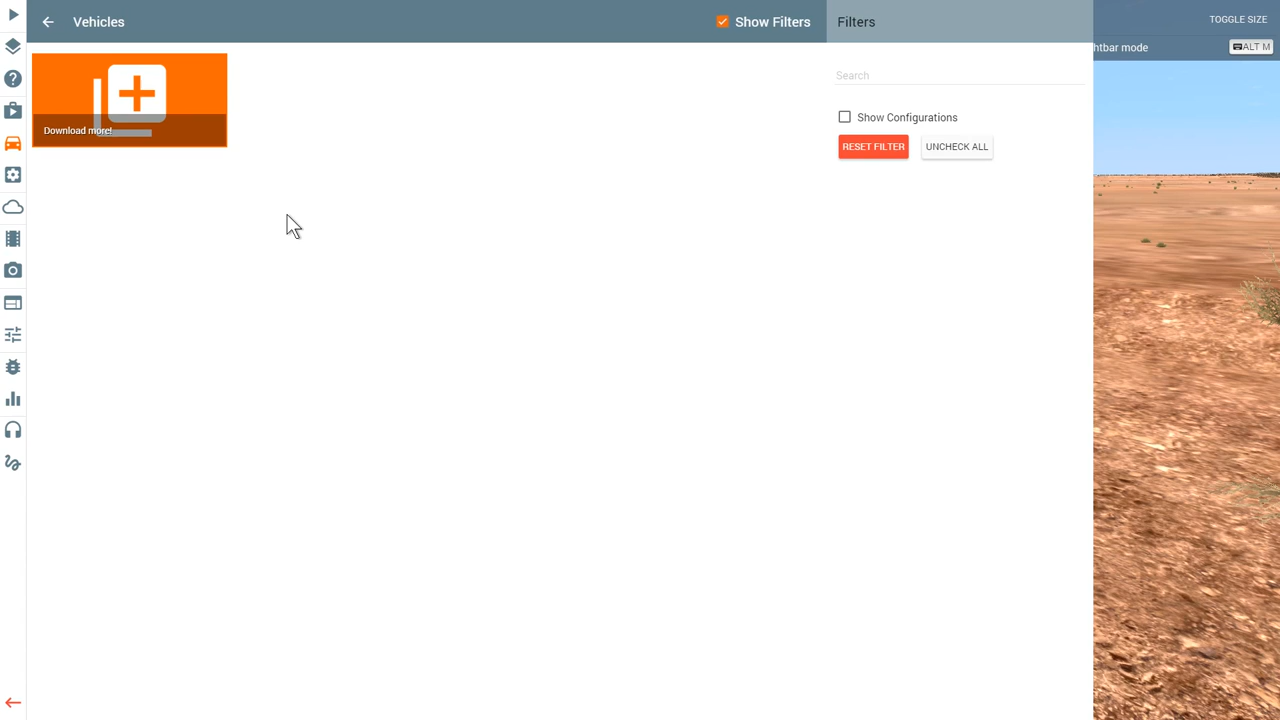 Vehicles
Show Filters
Filters
TOGGLE SIZE
htbar mode
ALT M
Search
Download more!
Show Configurations
RESET FILTER
UNCHECK ALL